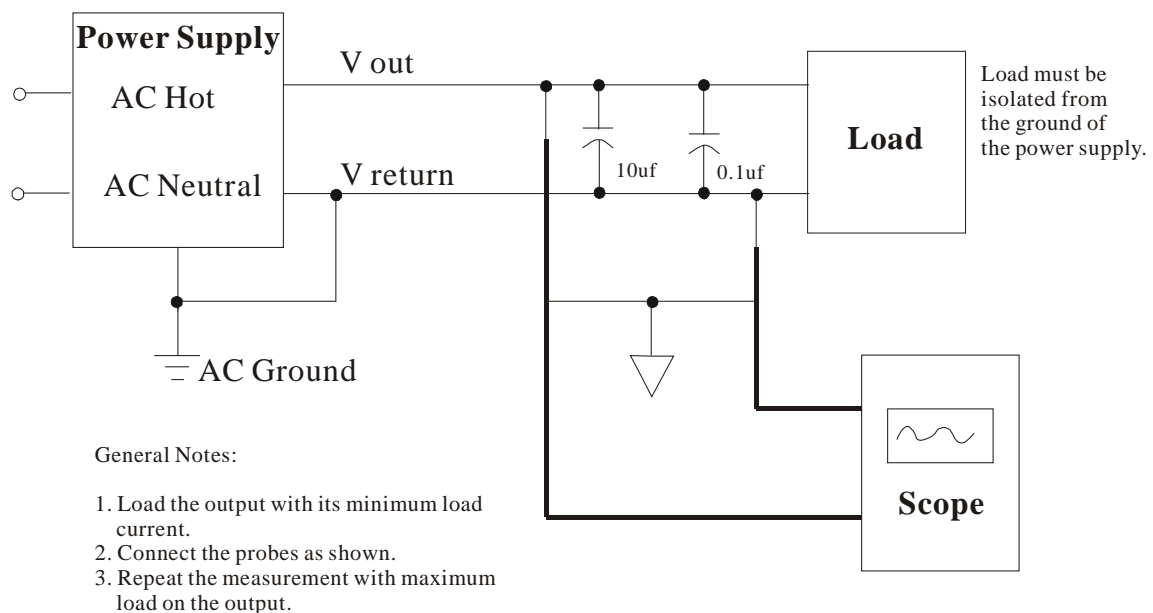 Power Supply
AC Hot
AC Neutral
V out
V return
10uf
0.1uf
Load
Load must be
isolated from
the ground of
the power supply.
AC Ground
Scope
General Notes:
1. Load the output with its minimum load
current.
2. Connect the probes as shown.
3. Repeat the measurement with maximum
load on the output.